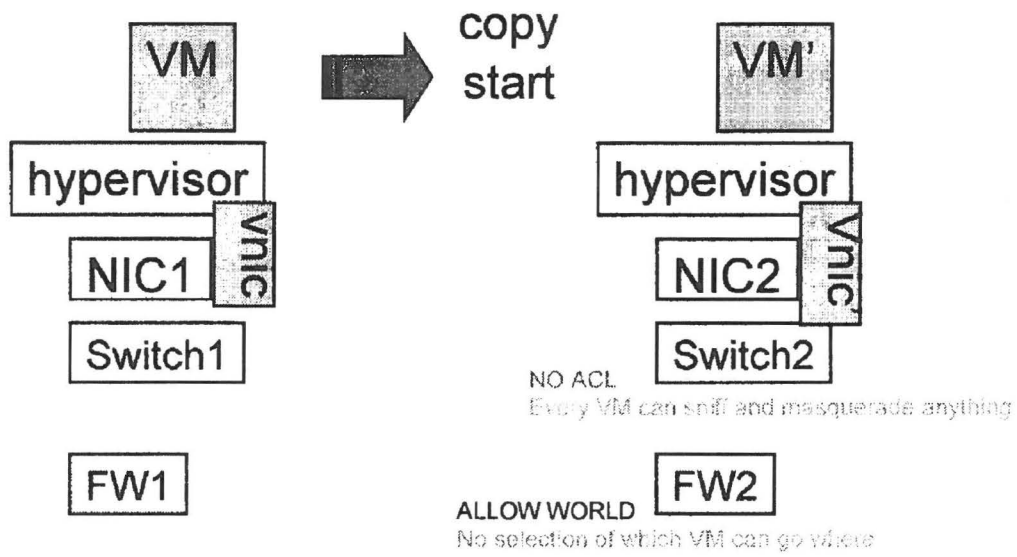 copy
start
VM
VM'
hypervisor
hypervisor
vnic
Vnic'
NIC1
NIC2
Switch1
Switch2
NO ACL
Every VM can sniff and masquerade anything
FW1
FW2
ALLOW WORLD
No selection of which VM can go where